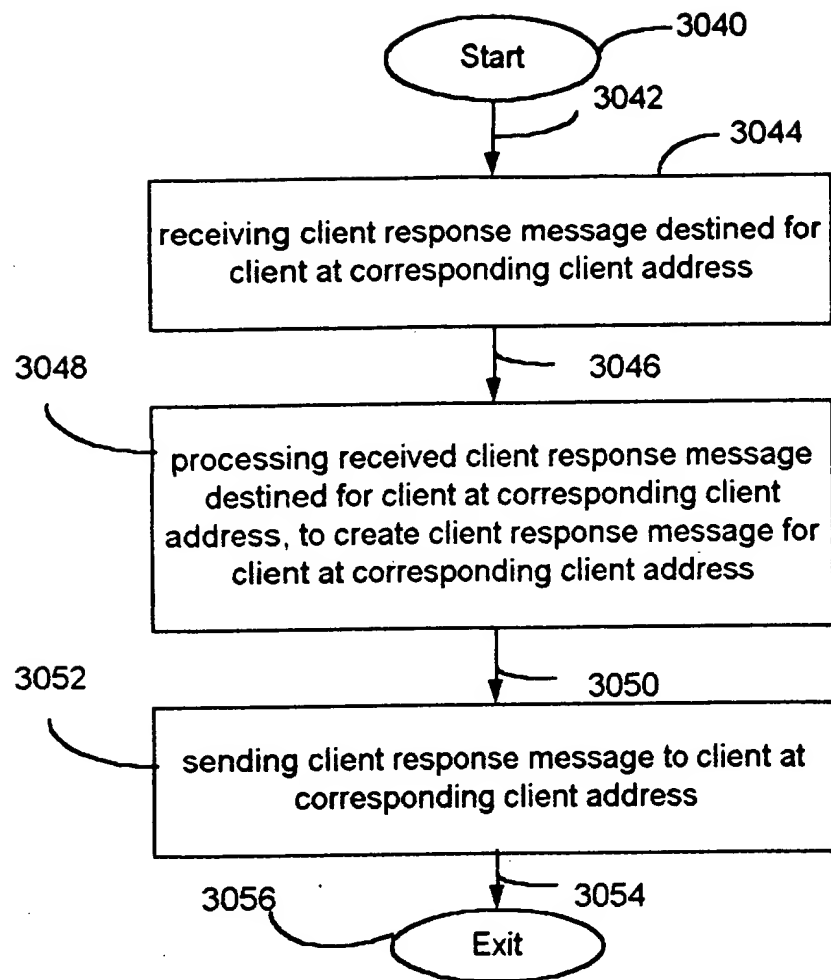 Start
3040
3042
3044
receiving client response message destined for
client at corresponding client address
3046
3048
processing received client response message
destined for client at corresponding client
address, to create client response message for
client at corresponding client address
3050
3052
sending client response message to client at
corresponding client address
3054
3056
Exit